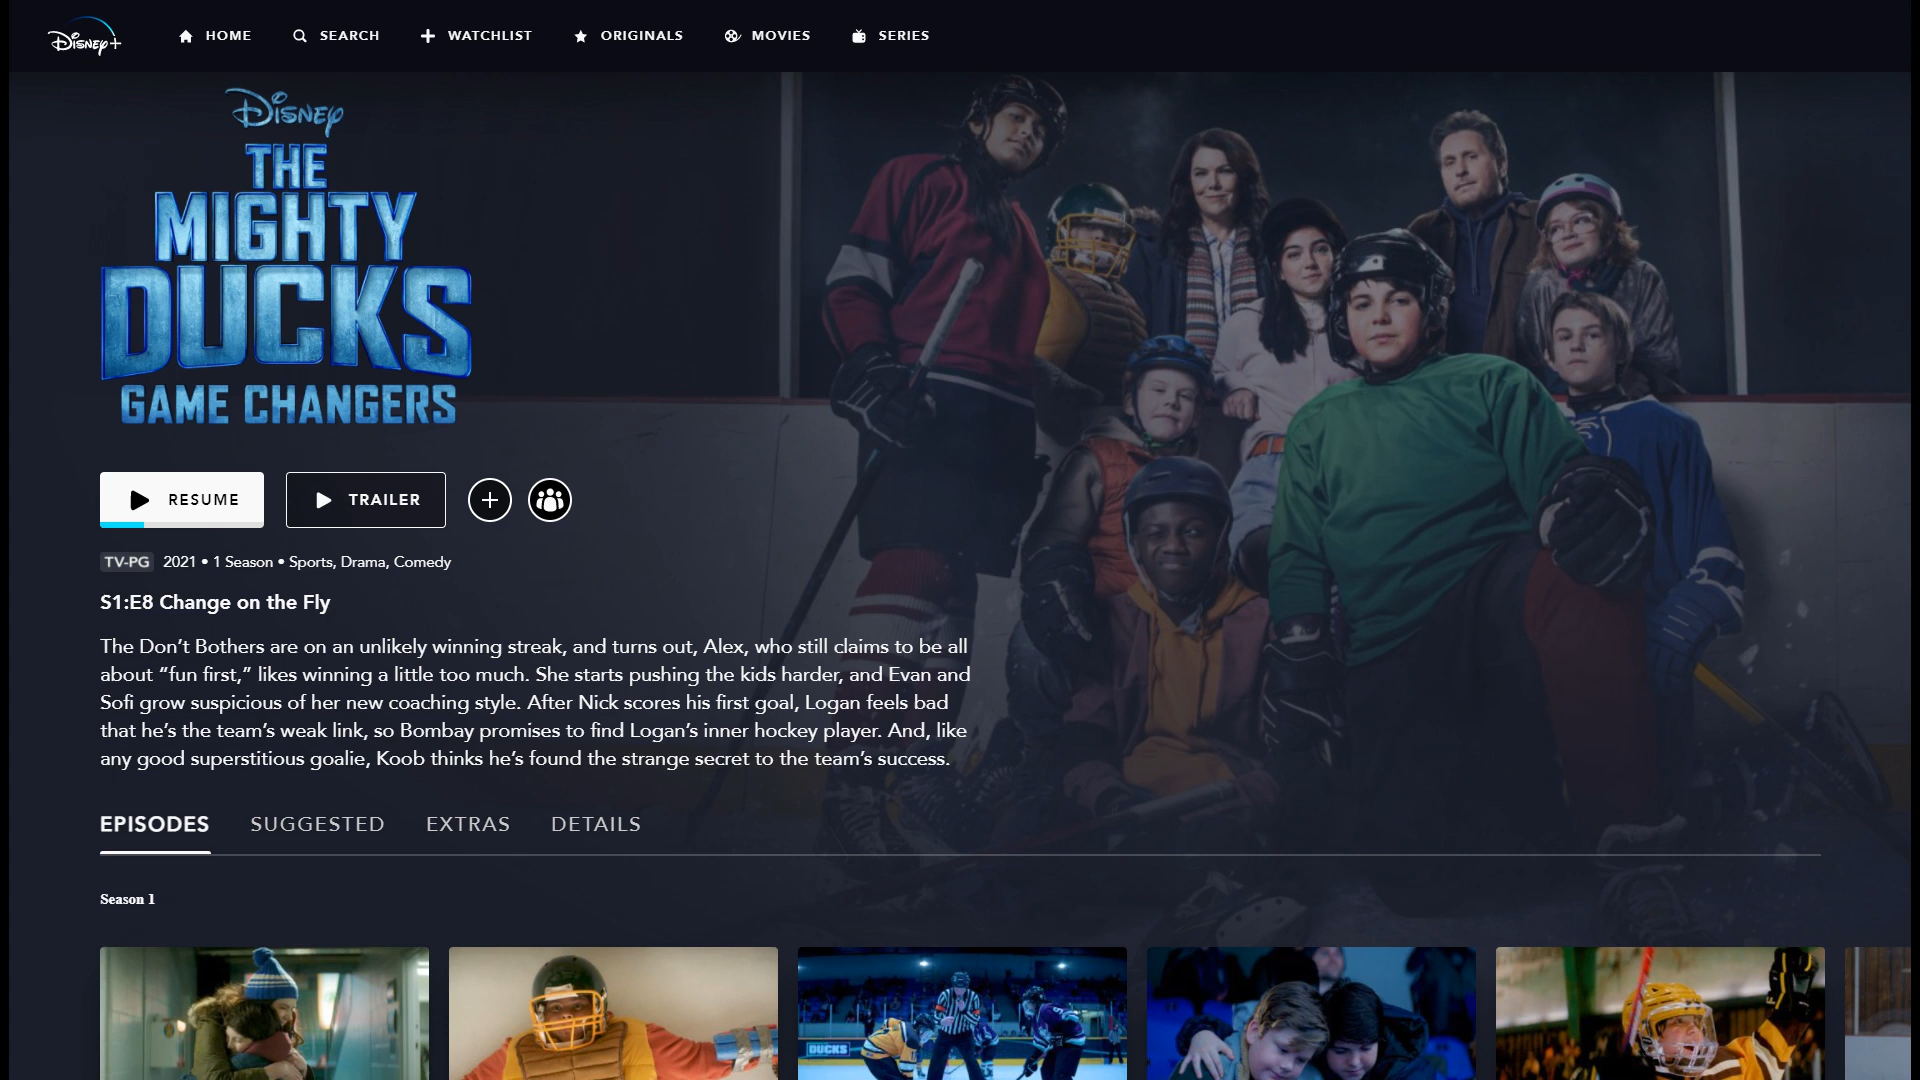 Disney+
HOME
SEARCH
WATCHLIST
ORIGINALS
MOVIES
SERIES
Disney
THE
MIGHTY
DUCKS
GAME CHANGERS
RESUME
TRAILER
TV-PG 2021 • 1 Season • Sports, Drama, Comedy
S1:E8 Change on the Fly
The Don’t Bothers are on an unlikely winning streak, and turns out, Alex, who still claims to be all
about “fun first,” likes winning a little too much. She starts pushing the kids harder, and Evan and
Sofi grow suspicious of her new coaching style. After Nick scores his first goal, Logan feels bad
that he’s the team’s weak link, so Bombay promises to find Logan’s inner hockey player. And, like
any good superstitious goalie, Koob thinks he’s found the strange secret to the team’s success.
EPISODES
SUGGESTED
EXTRAS
DETAILS
Season 1
DUCKS